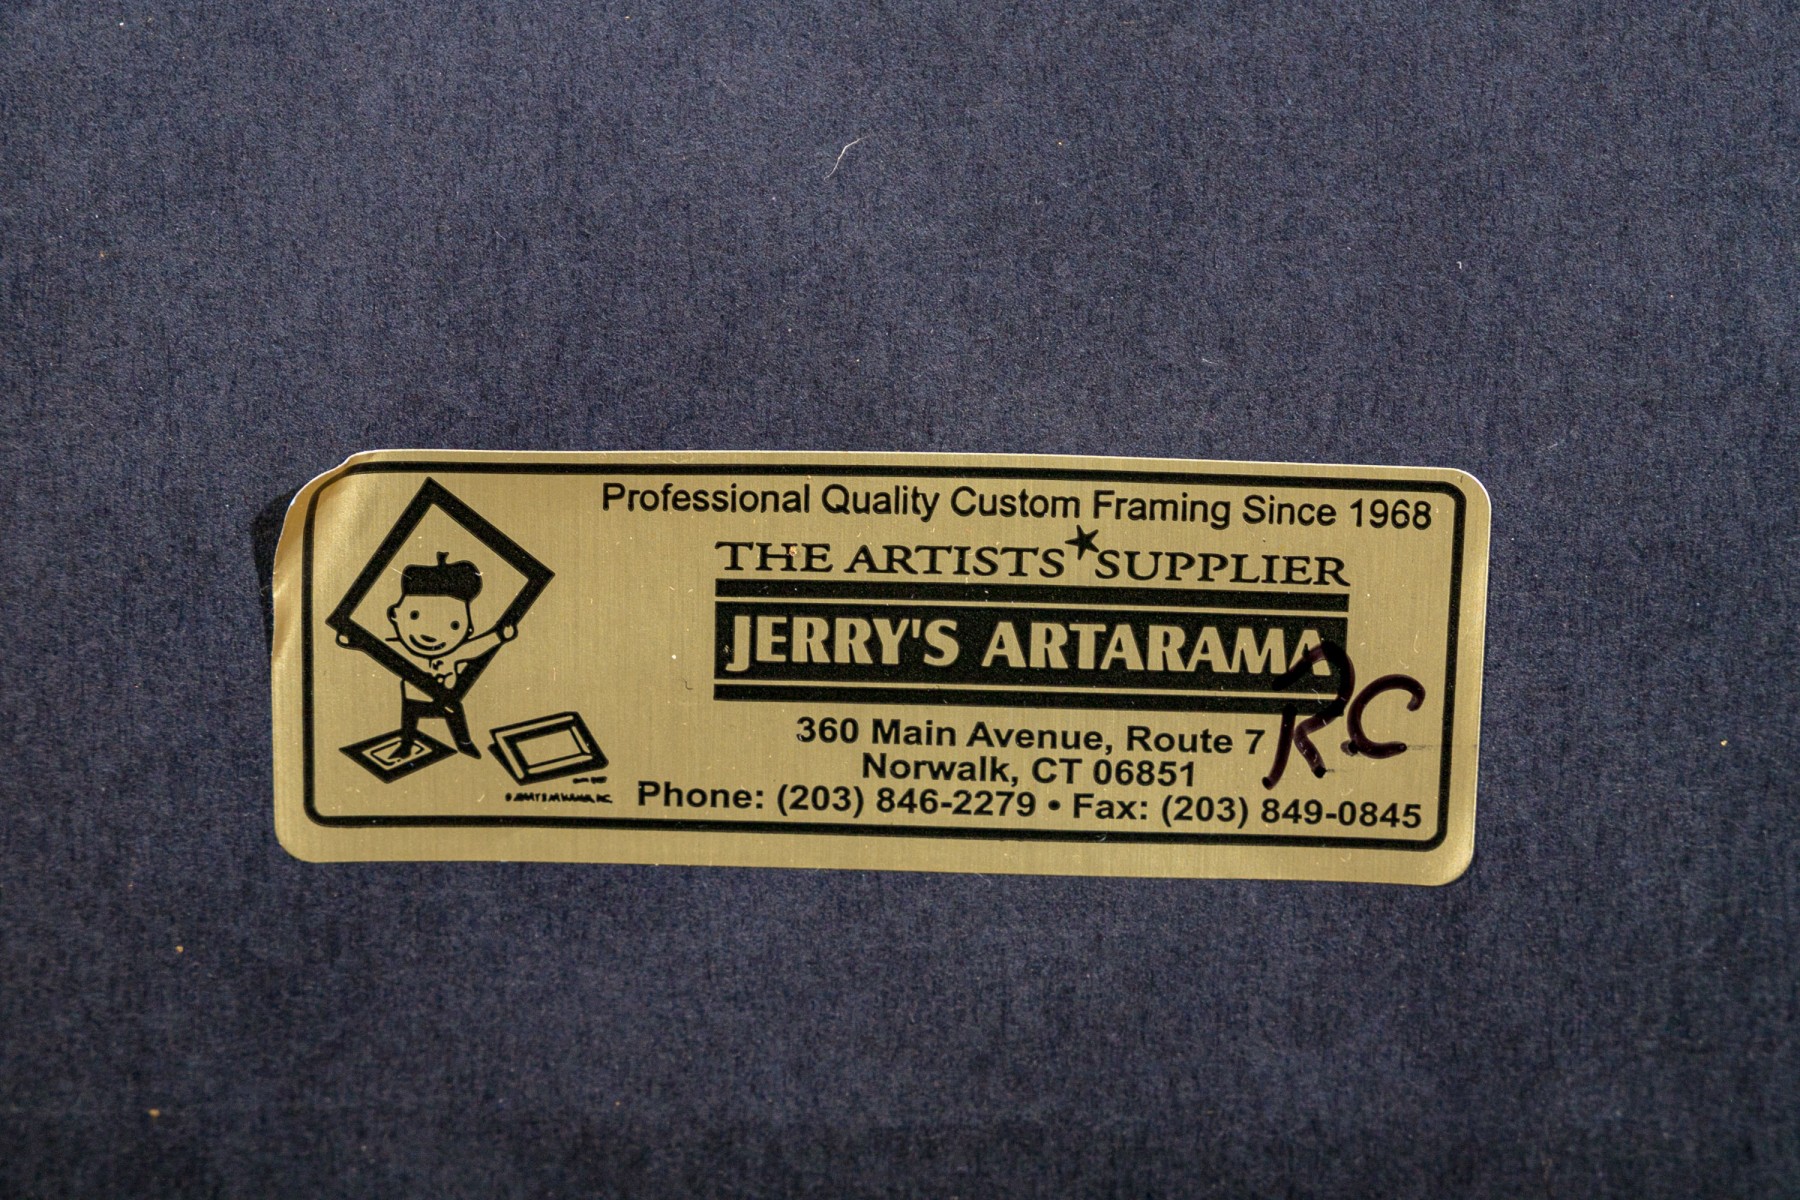 Professional Quality Custom Framing Since 1968
THE ARTISTS★SUPPLIER
JERRY'S ARTARAMA
360 Main Avenue, Route 7
RC
Norwalk, CT 06851
Phone: (203) 846-2279 • Fax: (203) 849-0845